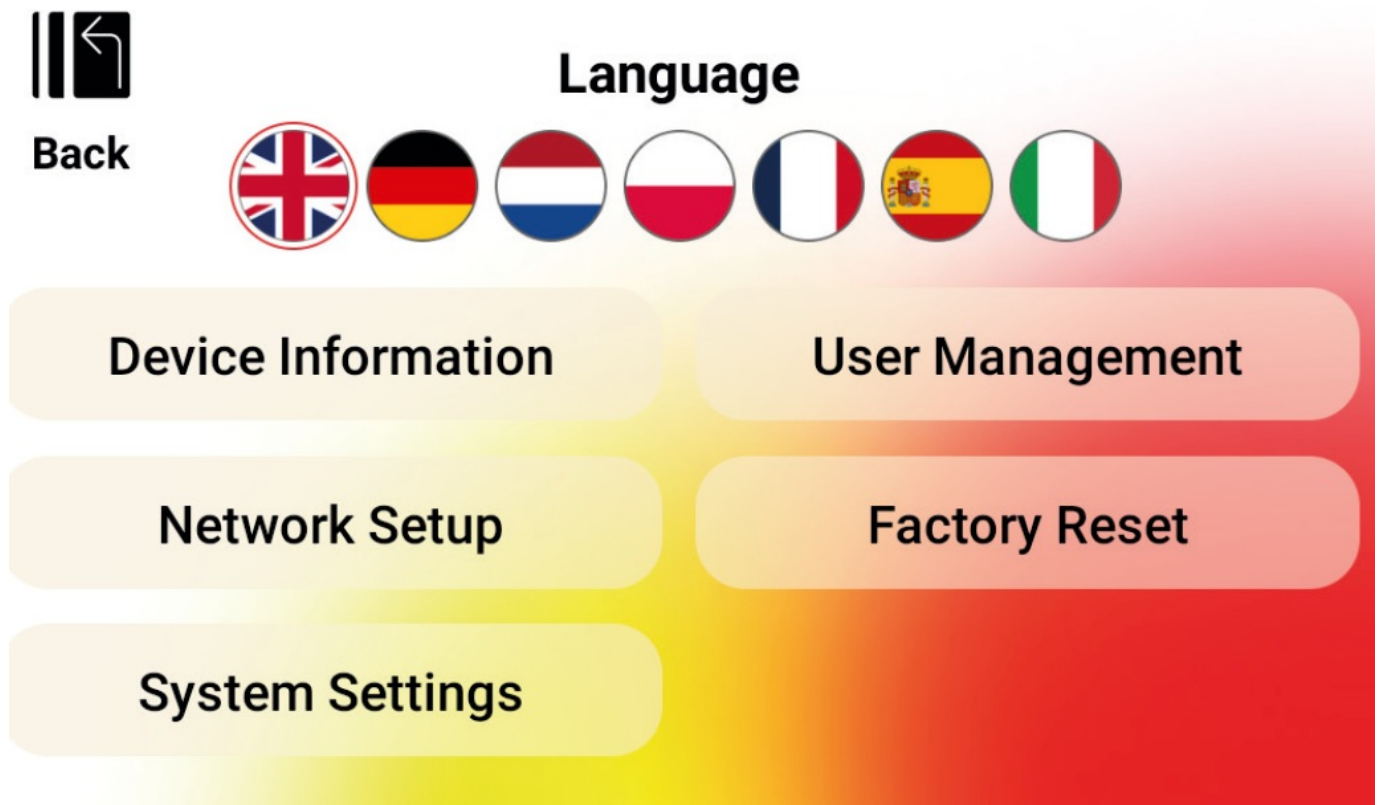 Language
Back
Device Information
User Management
Network Setup
Factory Reset
System Settings